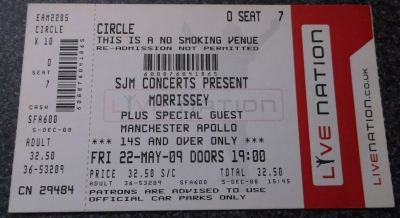 EAM2205
CIRCLE
X 10
O
7
CASH
SFA600
5-DEC-08
ADULT
32.50
36-53209
CN 29484
O SEAT 7
CIRCLE
THIS IS A NO SMOKING VENUE
RE-ADMISSION NOT PERMITTED
SJM CONCERTS PRESENT
MORRISSEY
PLUS SPECIAL GUEST
MANCHESTER APOLLO
*** 14S AND OVER ONLY ***
FRI 22-MAY-09 DOORS 19:00
PRICE 32.50 S/C TOTAL 32.50
ADULT 36-53209 SFA600 5-DEC-08 15:45
PATRONS ARE ADVISED TO USE
OFFICIAL CAR PARKS ONLY
LIVE NATION
LIVE NATION
LIVENATION.co.uk